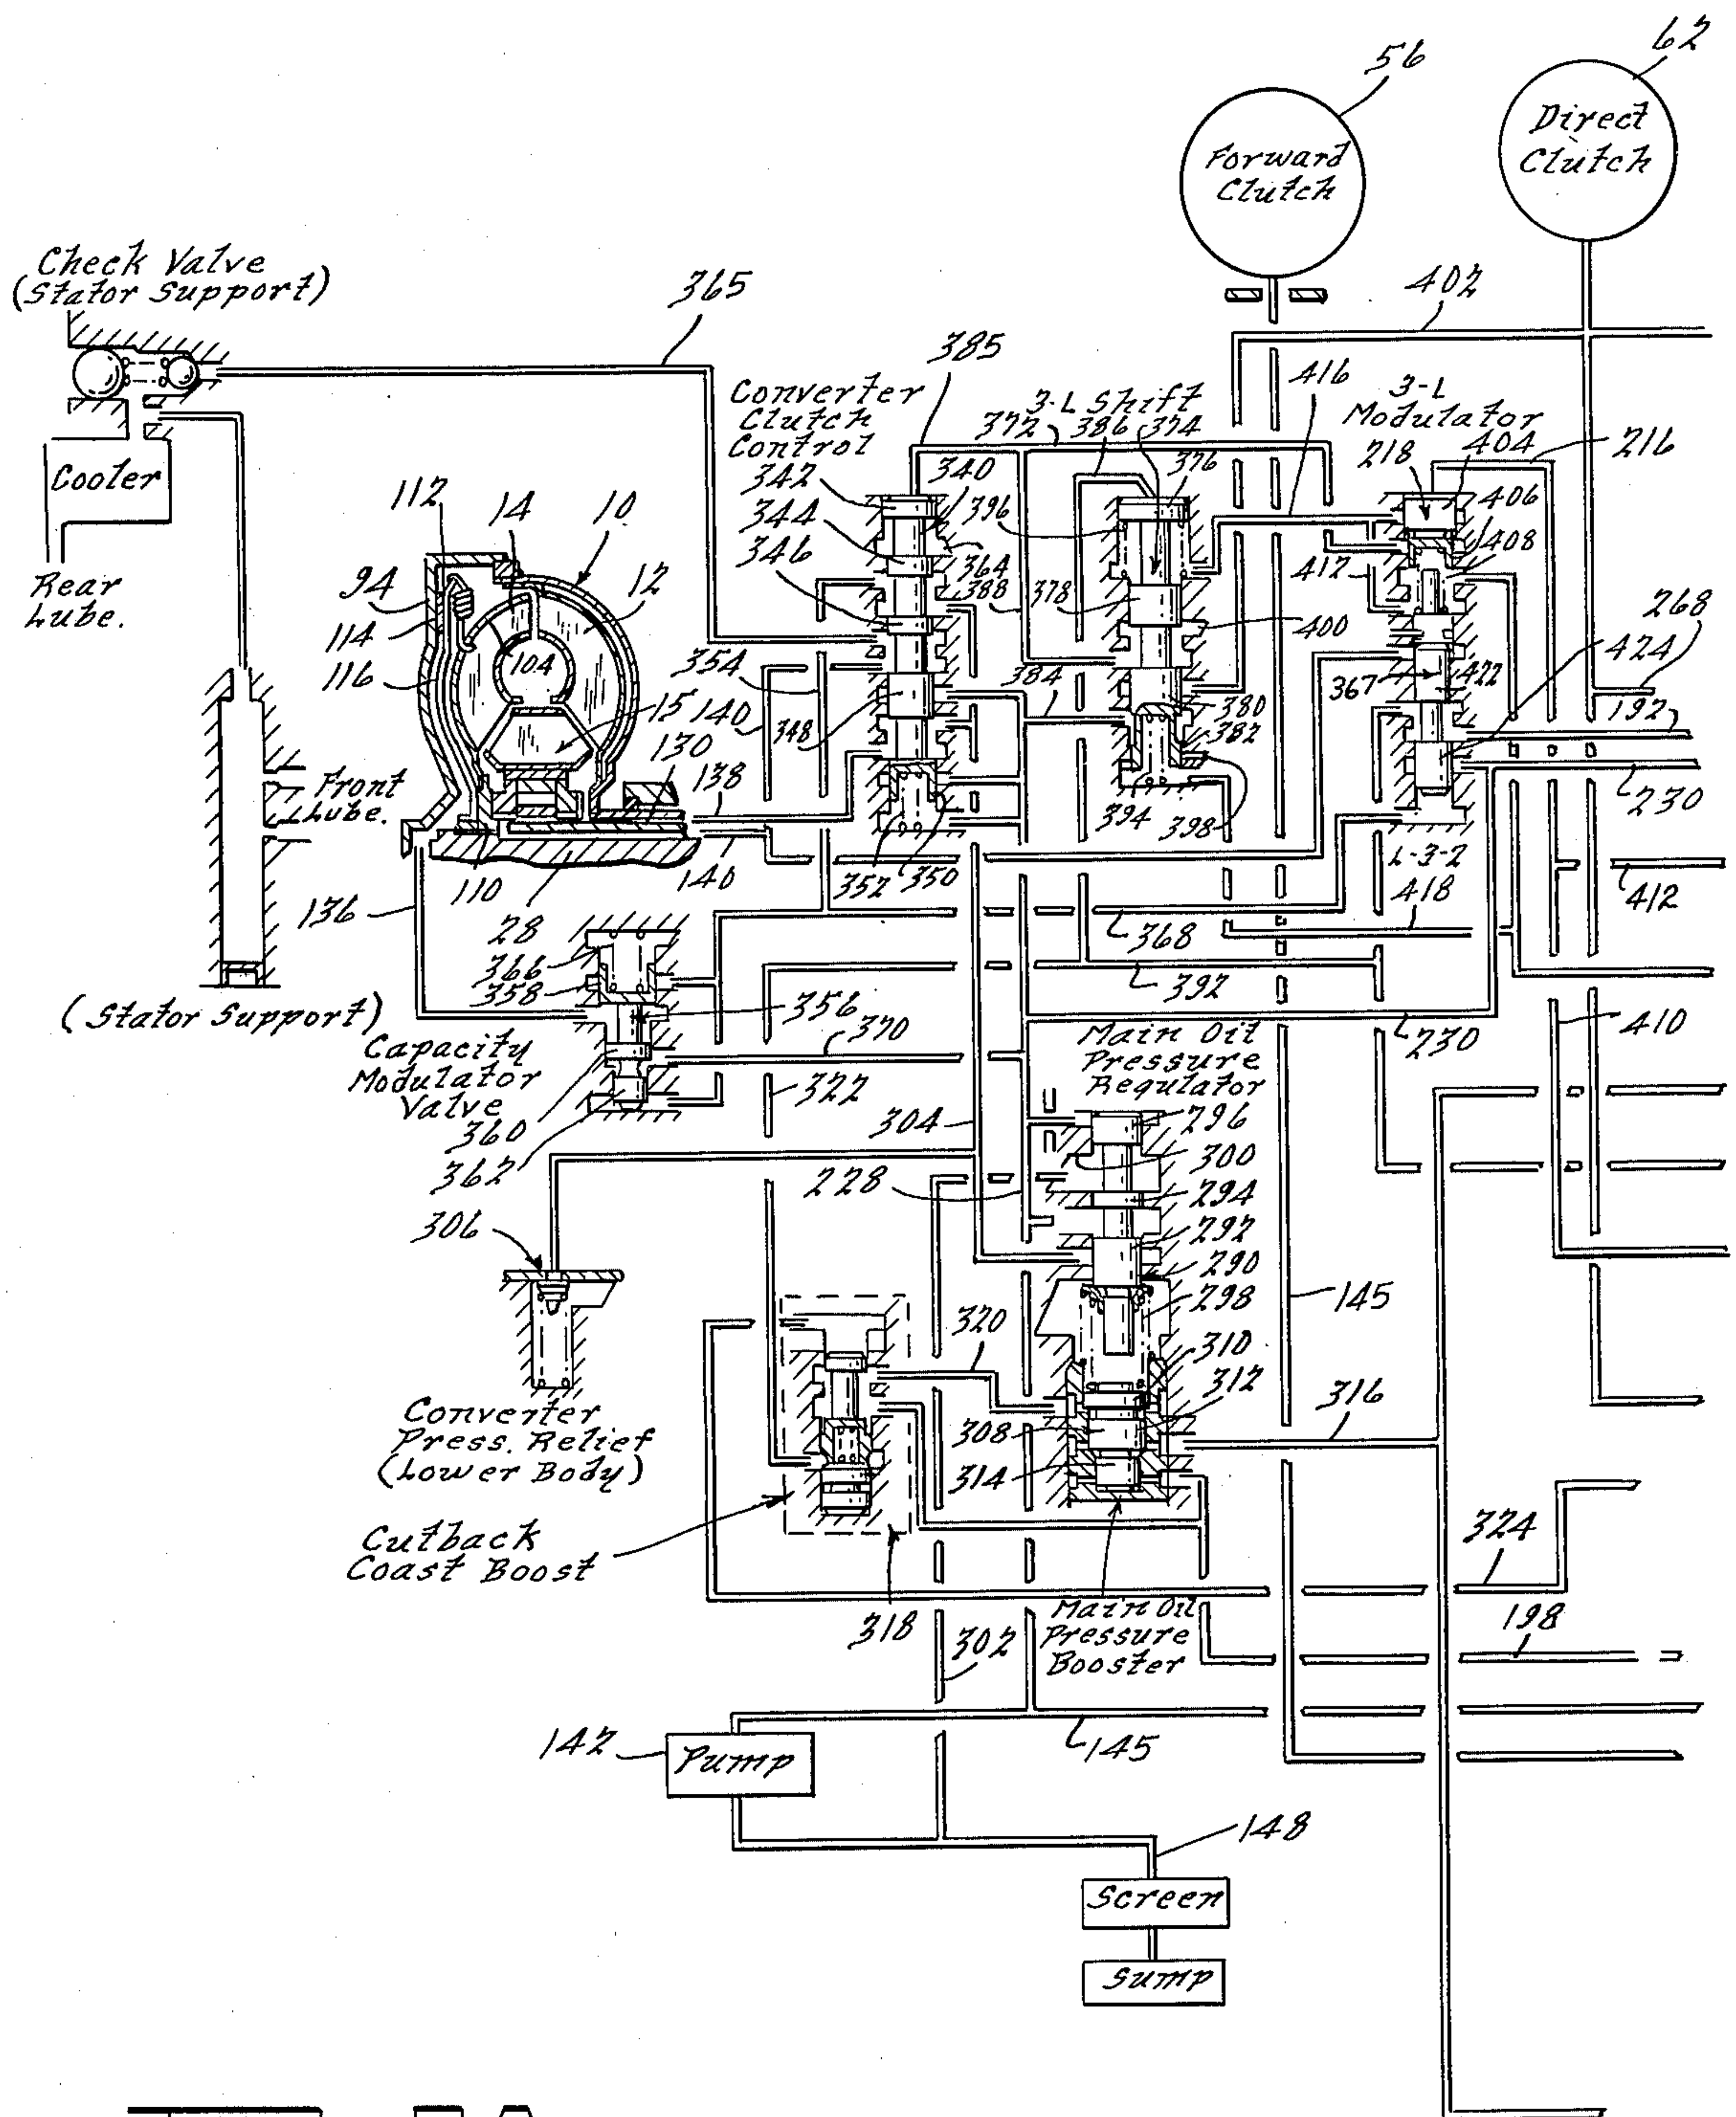 56
62
Forward
Clutch
Direct
Clutch
Check Valve
(Stator Support)
365
402
385
Converter
Clutch
Control
3-L Shift
372
386
374
416
3-L
Modulator
Cooler
342
340
376
218
404
216
112
14
10
344
396
406
346
364
408
Rear
Lube.
94
12
388
378
412
268
114
104
400
424
116
354
384
367
422
15
140
348
380
192
130
382
Front
Lube.
138
394
398
230
110
140
352
350
L-3-2
136
28
368
418
412
366
358
392
(Stator Support)
356
370
Main Oil
Pressure
Regulator
230
410
Capacity
Modulator
Valve
322
360
304
296
362
228
300
294
306
292
290
298
145
320
310
312
316
Converter
Press. Relief
(Lower Body)
308
314
Cutback
Coast Boost
324
318
302
Main Oil
Pressure
Booster
198
142
Pump
145
148
Screen
Sump